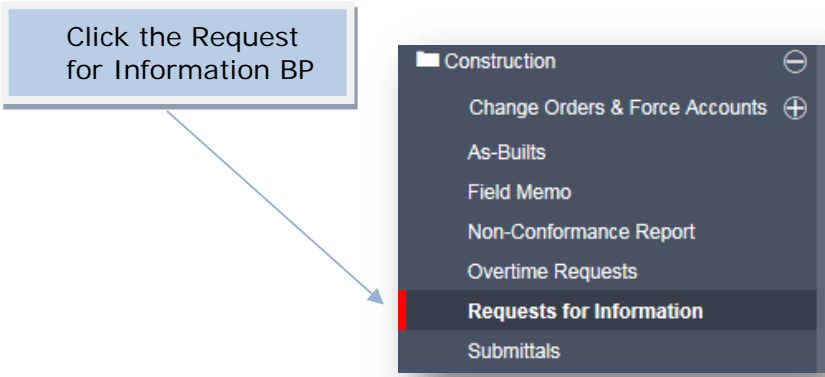 Click the Request
for Information BP
Construction
Change Orders & Force Accounts
As-Builts
Field Memo
Non-Conformance Report
Overtime Requests
Requests for Information
Submittals